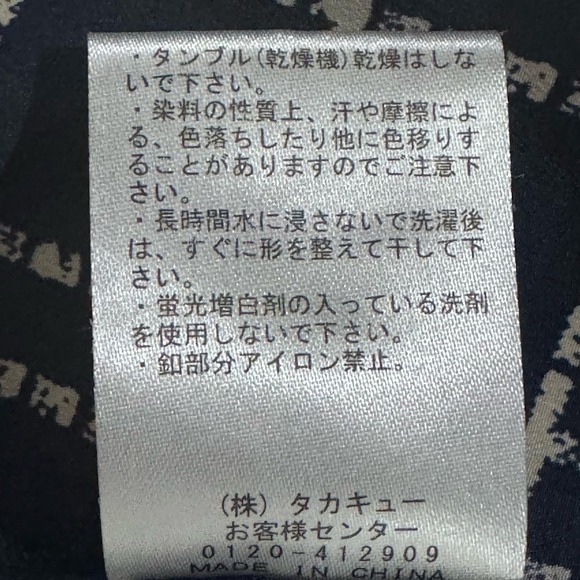 ・タンブル(乾燥機)乾燥はしな
いで下さい。
・染料の性質上、汗や摩擦によ
る、色落ちしたり他に色移りす
ることがありますのでご注意下
さい。
・長時間水に浸さないで洗濯後
は、すぐに形を整えて干して下
さい。
・蛍光増白剤の入っている洗剤
を使用しないで下さい。
・釦部分アイロン禁止。
(株) タカキュー
お客様センター
0120-412909
MADE IN CHINA